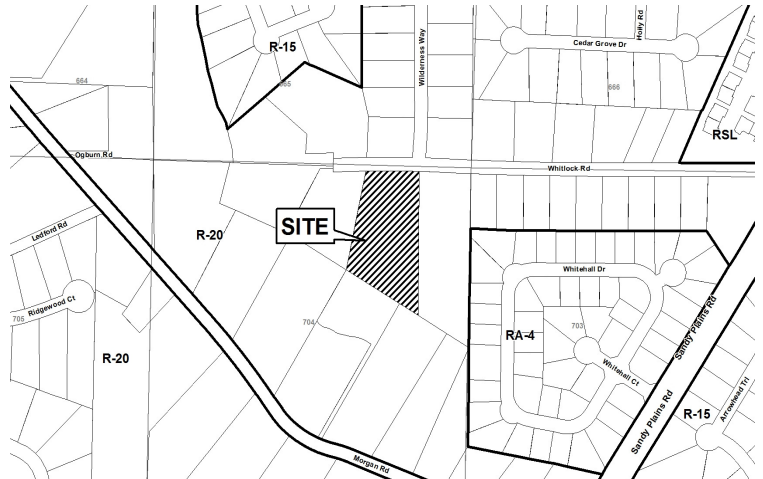 R-15
Wilderness Way
Holly Rd
Cedar Grove Dr
664
665
666
RSL
Ogburn Rd
Whitlock Rd
Ledford Rd
R-20
SITE
Whitehall Dr
Ridgewood Ct
705
704
RA-4
703
Sandy Plains Rd
R-20
Whitehall Ct
Sandy Plains Rd
R-15
Arrowhead Trl
Morgan Rd